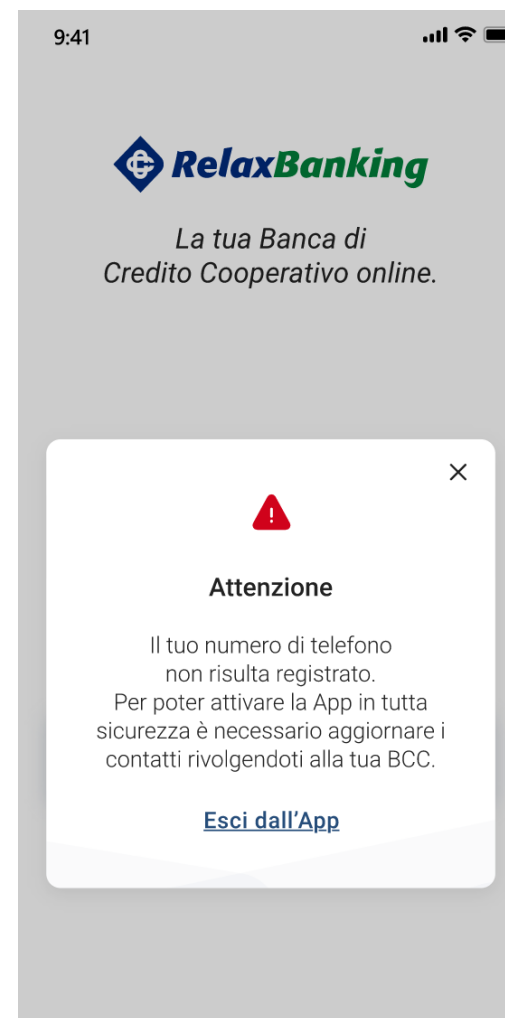 9:41
RelaxBanking
La tua Banca di
Credito Cooperativo online.
Attenzione
Il tuo numero di telefono
non risulta registrato.
Per poter attivare la App in tutta
sicurezza è necessario aggiornare i
contatti rivolgendoti alla tua BCC.
Esci dall’App